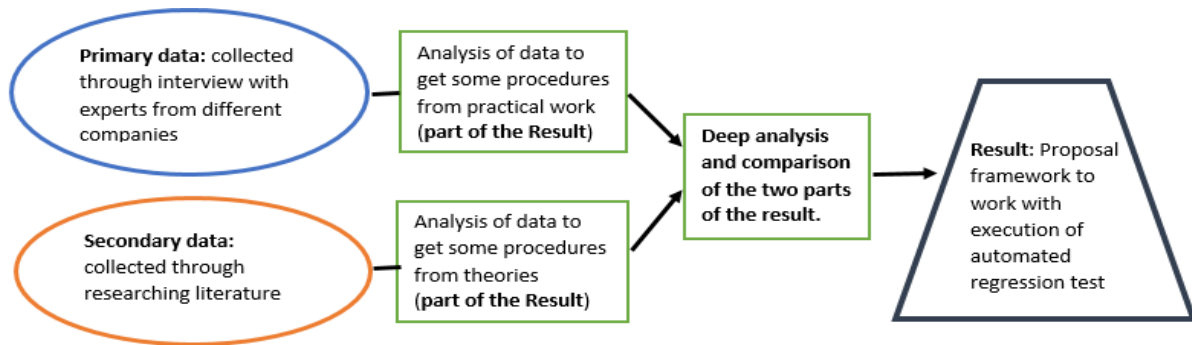 Primary data: collected
through interview with
experts from different
companies
Analysis of data to
get some procedures
from practical work
(part of the Result)
Secondary data:
collected through
researching literature
Analysis of data to
get some procedures
from theories
(part of the Result)
Deep analysis
and comparison
of the two parts
of the result.
Result: Proposal
framework to
work with
execution of
automated
regression test